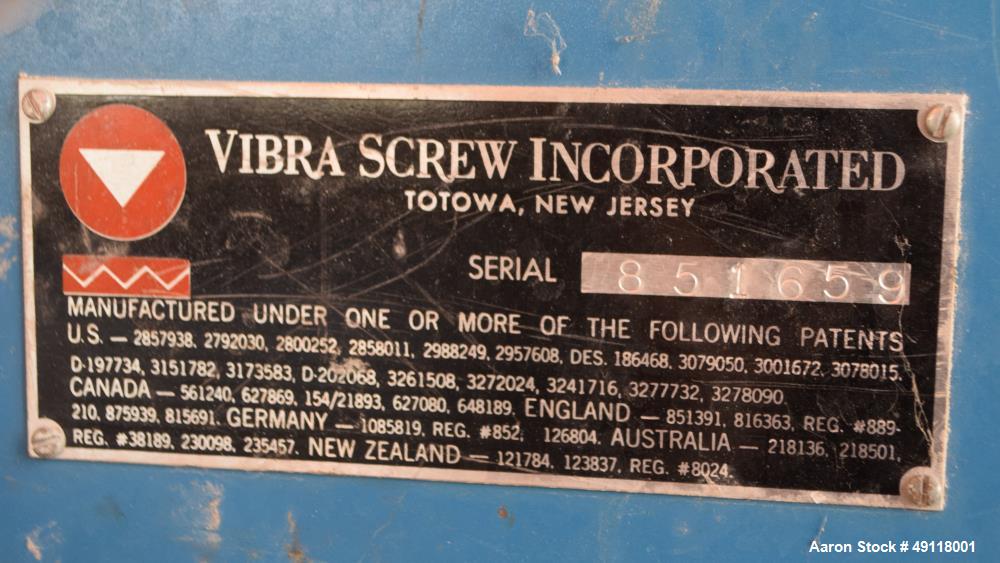 VIBRA SCREW INCORPORATED
TOTOWA, NEW JERSEY
SERIAL 851659
MANUFACTURED UNDER ONE OR MORE OF THE FOLLOWING PATENTS
U.S. — 2857938, 2792030, 2800252, 2858011, 2988249, 2957608, DES. 186468, 3079050, 3001672, 3078015,
D-197734, 3151782, 3173583, D-202068, 3261508, 3272024, 3241716, 3277732, 3278090,
CANADA — 561240, 627869, 154/21893, 627080, 648189, ENGLAND — 851391, 816363, REG. #889-
210, 875939, 815691. GERMANY — 1085819, REG. #852, 126804. AUSTRALIA — 218136, 218501,
REG. #38189, 230098, 235457. NEW ZEALAND — 121784, 123837, REG. #8024.
Aaron Stock # 49118001